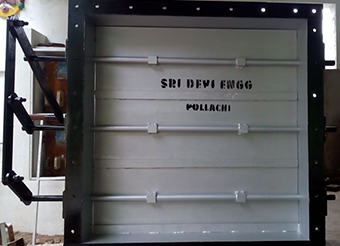 SRI DEVI ENGG
POLLACHI